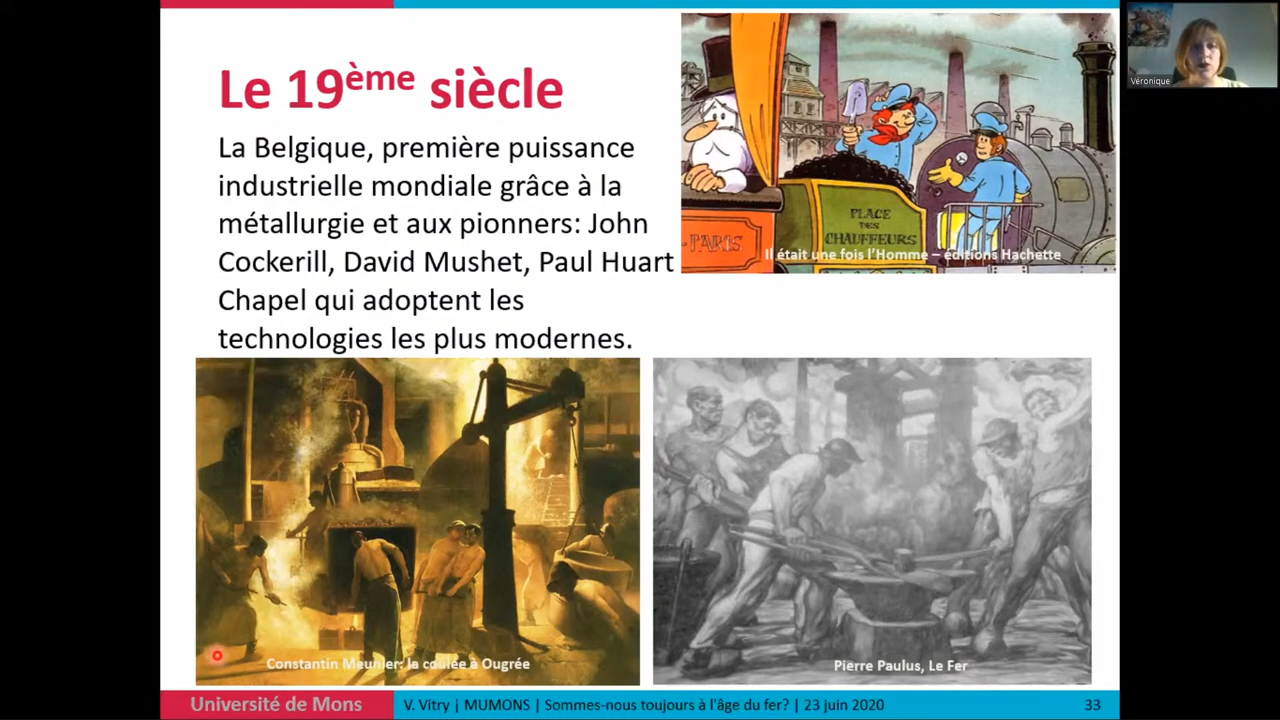 Le 19ème siècle
La Belgique, première puissance
industrielle mondiale grâce à la
métallurgie et aux pionners: John
Cockerill, David Mushet, Paul Huart
Chapel qui adoptent les
technologies les plus modernes.
-PARIS
PLACE
DES
CHAUFFEURS
Il était une fois l'Homme – éditions Hachette
Véronique
Constantin Meunier: la coulée à Ougrée
Pierre Paulus, Le Fer
Université de Mons
V. Vitry | MUMONS | Sommes-nous toujours à l'âge du fer? | 23 juin 2020
33